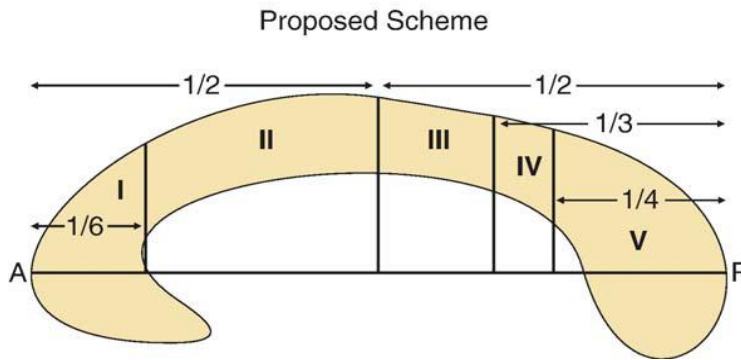 Proposed Scheme
1/2 1/2
1/3
II III
IV
I
1/4
1/6
V
A P